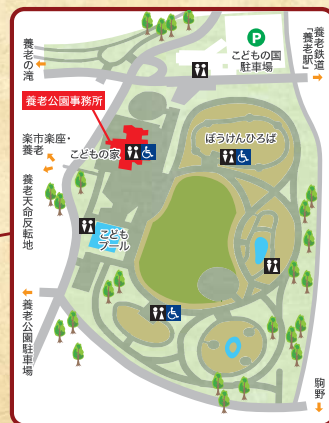 養老の滝
P
こどもの国
駐車場
養老鉄道
「養老駅」
養老公園事務所
楽市楽座・
養老
こどもの家
ぼうけんひろば
養老天命反転地
こども
プール
養老公園駐車場
駒野